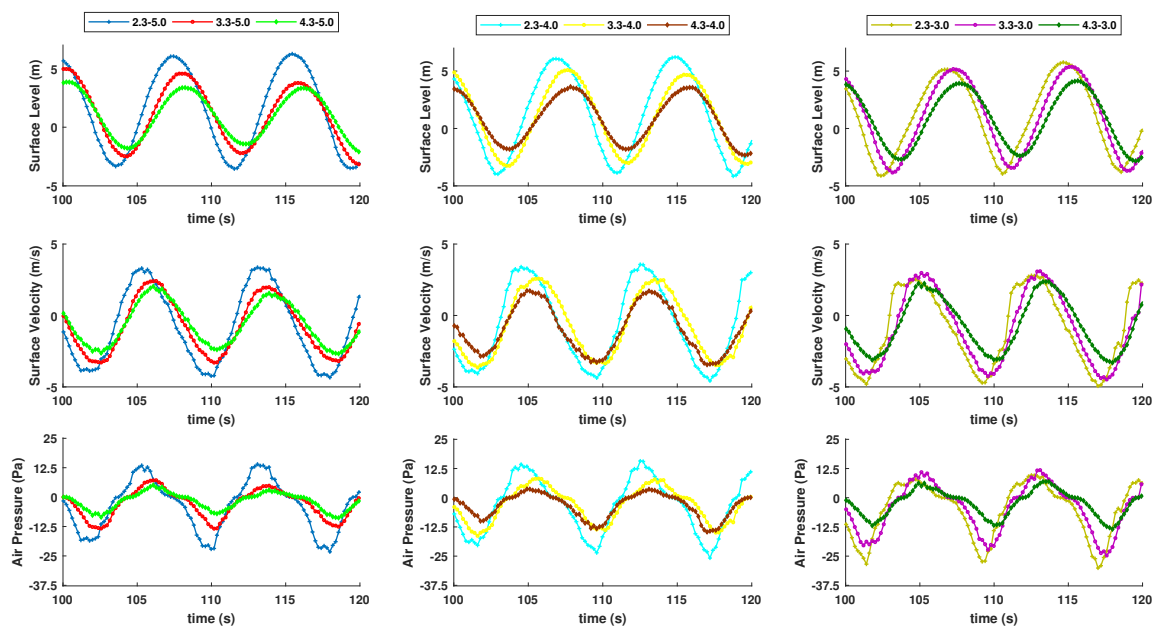 2.3-5.0 3.3-5.0 4.3-5.0
2.3-4.0 3.3-4.0 4.3-4.0
2.3-3.0 3.3-3.0 4.3-3.0
Surface Level (m)
5
0
-5
100 105 110 115 120
time (s)
Surface Level (m)
5
0
-5
100 105 110 115 120
time (s)
Surface Level (m)
5
0
-5
100 105 110 115 120
time (s)
Surface Velocity (m/s)
5
0
-5
100 105 110 115 120
time (s)
Surface Velocity (m/s)
5
0
-5
100 105 110 115 120
time (s)
Surface Velocity (m/s)
5
0
-5
100 105 110 115 120
time (s)
Air Pressure (Pa)
25
12.5
0
-12.5
-25
-37.5
100 105 110 115 120
time (s)
Air Pressure (Pa)
25
12.5
0
-12.5
-25
-37.5
100 105 110 115 120
time (s)
Air Pressure (Pa)
25
12.5
0
-12.5
-25
-37.5
100 105 110 115 120
time (s)